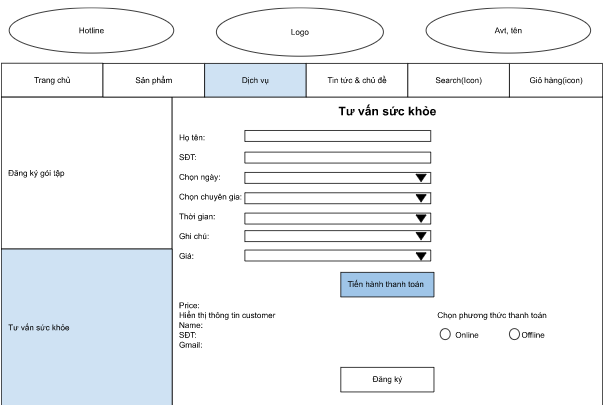 Hotline
Logo
Avt, tên
Trang chủ
Sản phẩm
Dịch vụ
Tin tức & chủ đề
Search(Icon)
Giỏ hàng(icon)
Tư vấn sức khỏe
Đăng ký gói tập
Họ tên:
SĐT:
Chọn ngày:
Chọn chuyên gia:
Thời gian:
Ghi chú:
Giá:
Tiến hành thanh toán
Price:
Hiển thị thông tin customer
Name:
SĐT:
Gmail:
Chọn phương thức thanh toán
Online
Offline
Tư vấn sức khỏe
Đăng ký